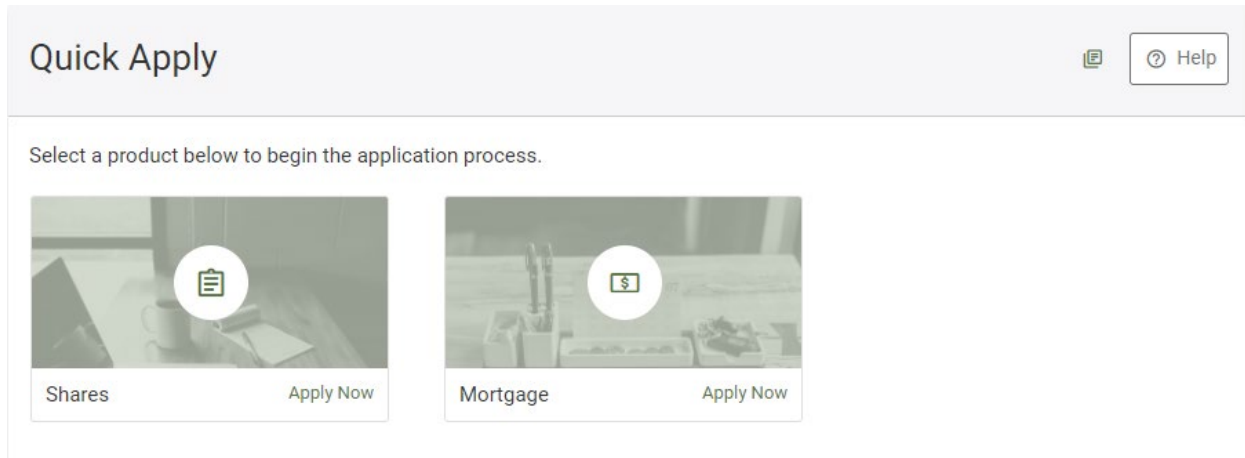 Quick Apply
Help
Select a product below to begin the application process.
Shares Apply Now
Mortgage Apply Now